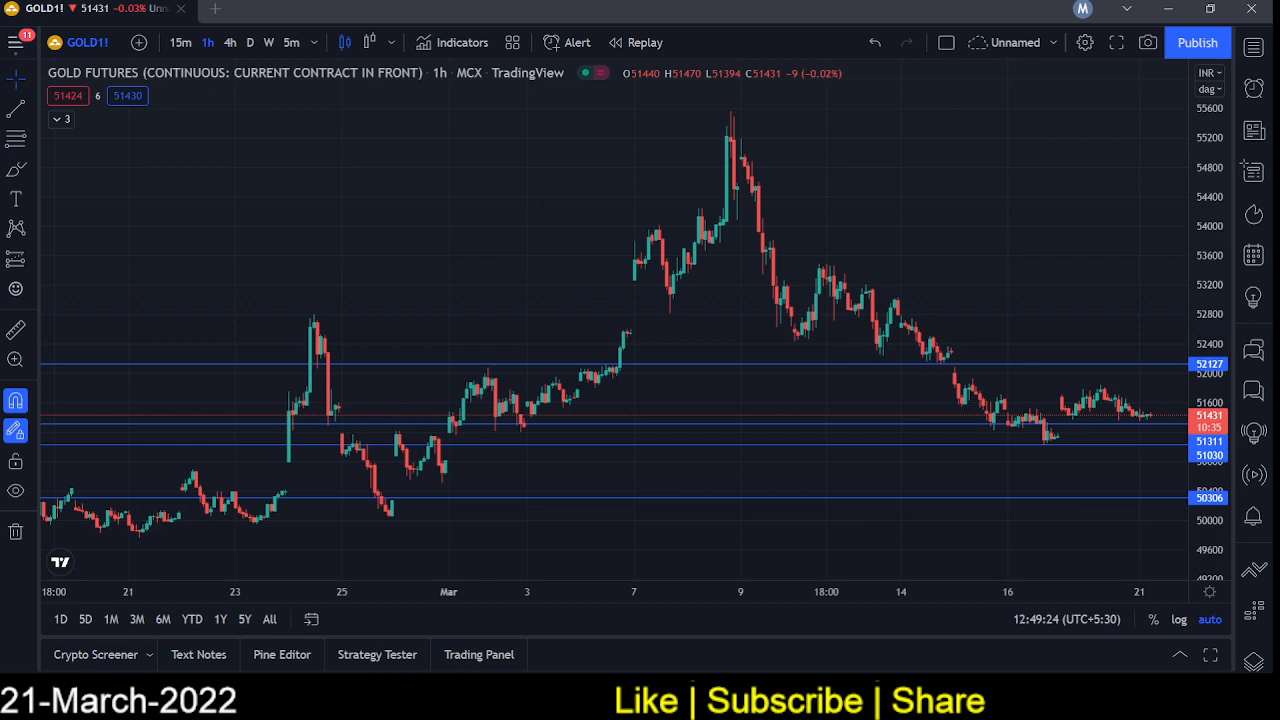 GOLD1! ▼ 51431 −0.03% Unn
M
11
GOLD1! 15m 1h 4h D W 5m Indicators Alert Replay Unnamed Publish
GOLD FUTURES (CONTINUOUS: CURRENT CONTRACT IN FRONT) · 1h · MCX · TradingView O51440 H51470 L51394 C51431 −9 (−0.02%)
INR
dag
51424 6 51430
3
55600
55200
54800
54400
54000
53600
53200
52800
52400
52127
52000
51600
51431
10:35
51311
51030
50306
50000
49600
49200
18:00 21 23 25 Mar 3 7 9 18:00 14 16 21
1D 5D 1M 3M 6M YTD 1Y 5Y All 12:49:24 (UTC+5:30) % log auto
Crypto Screener Text Notes Pine Editor Strategy Tester Trading Panel
21-March-2022 Like | Subscribe | Share